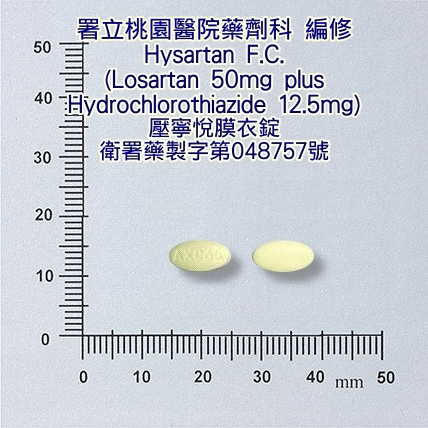 署立桃園醫院藥劑科 編修
Hysartan F.C.
(Losartan 50mg plus
Hydrochlorothiazide 12.5mg)
壓寧悅膜衣錠
衛署藥製字第048757號
50
40
30
20
10
0
0 10 20 30 mm 50